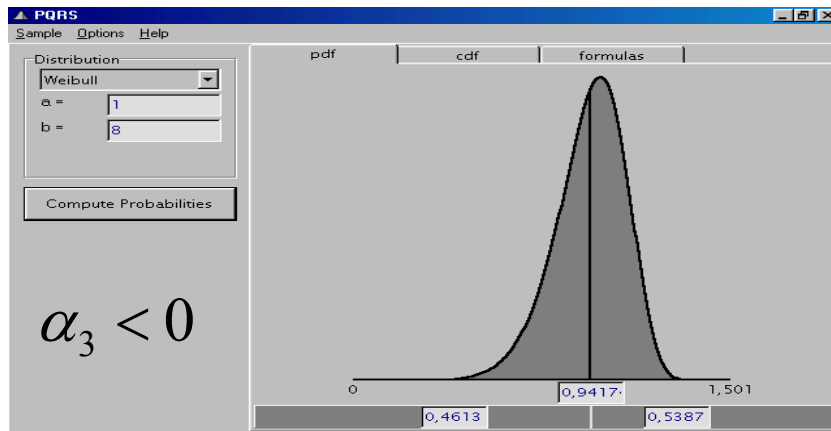 PQRS
Sample Options Help
Distribution
Weibull
a = 1
b = 8
Compute Probabilities
α₃ < 0
pdf cdf formulas
0 0,9417· 1,501
0,4613 0,5387